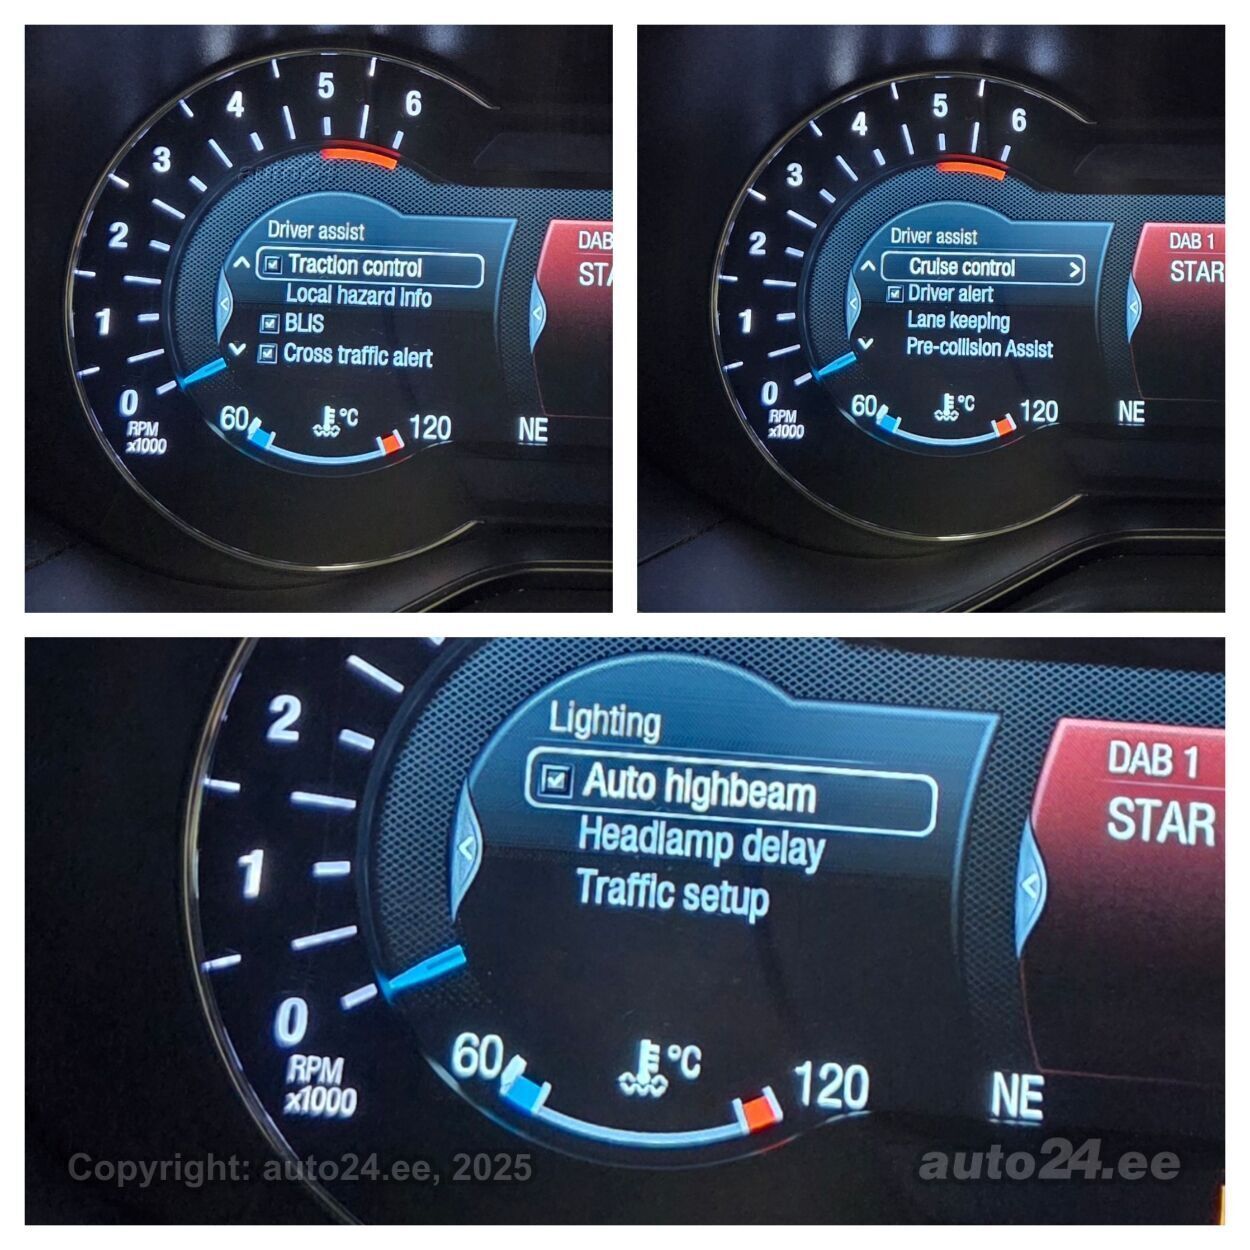 4
5
6
3
2
1
0
RPM
x1000
Driver assist
Traction control
Local hazard info
BLIS
Cross traffic alert
60
°C
120
DAB
STA
NE
4
5
6
3
2
1
0
RPM
x1000
Driver assist
Cruise control
Driver alert
Lane keeping
Pre-collision Assist
60
°C
120
DAB 1
STAR
NE
2
1
0
RPM
x1000
Lighting
Auto highbeam
Headlamp delay
Traffic setup
60
°C
120
DAB 1
STAR
NE
Copyright: auto24.ee, 2025
auto24.ee